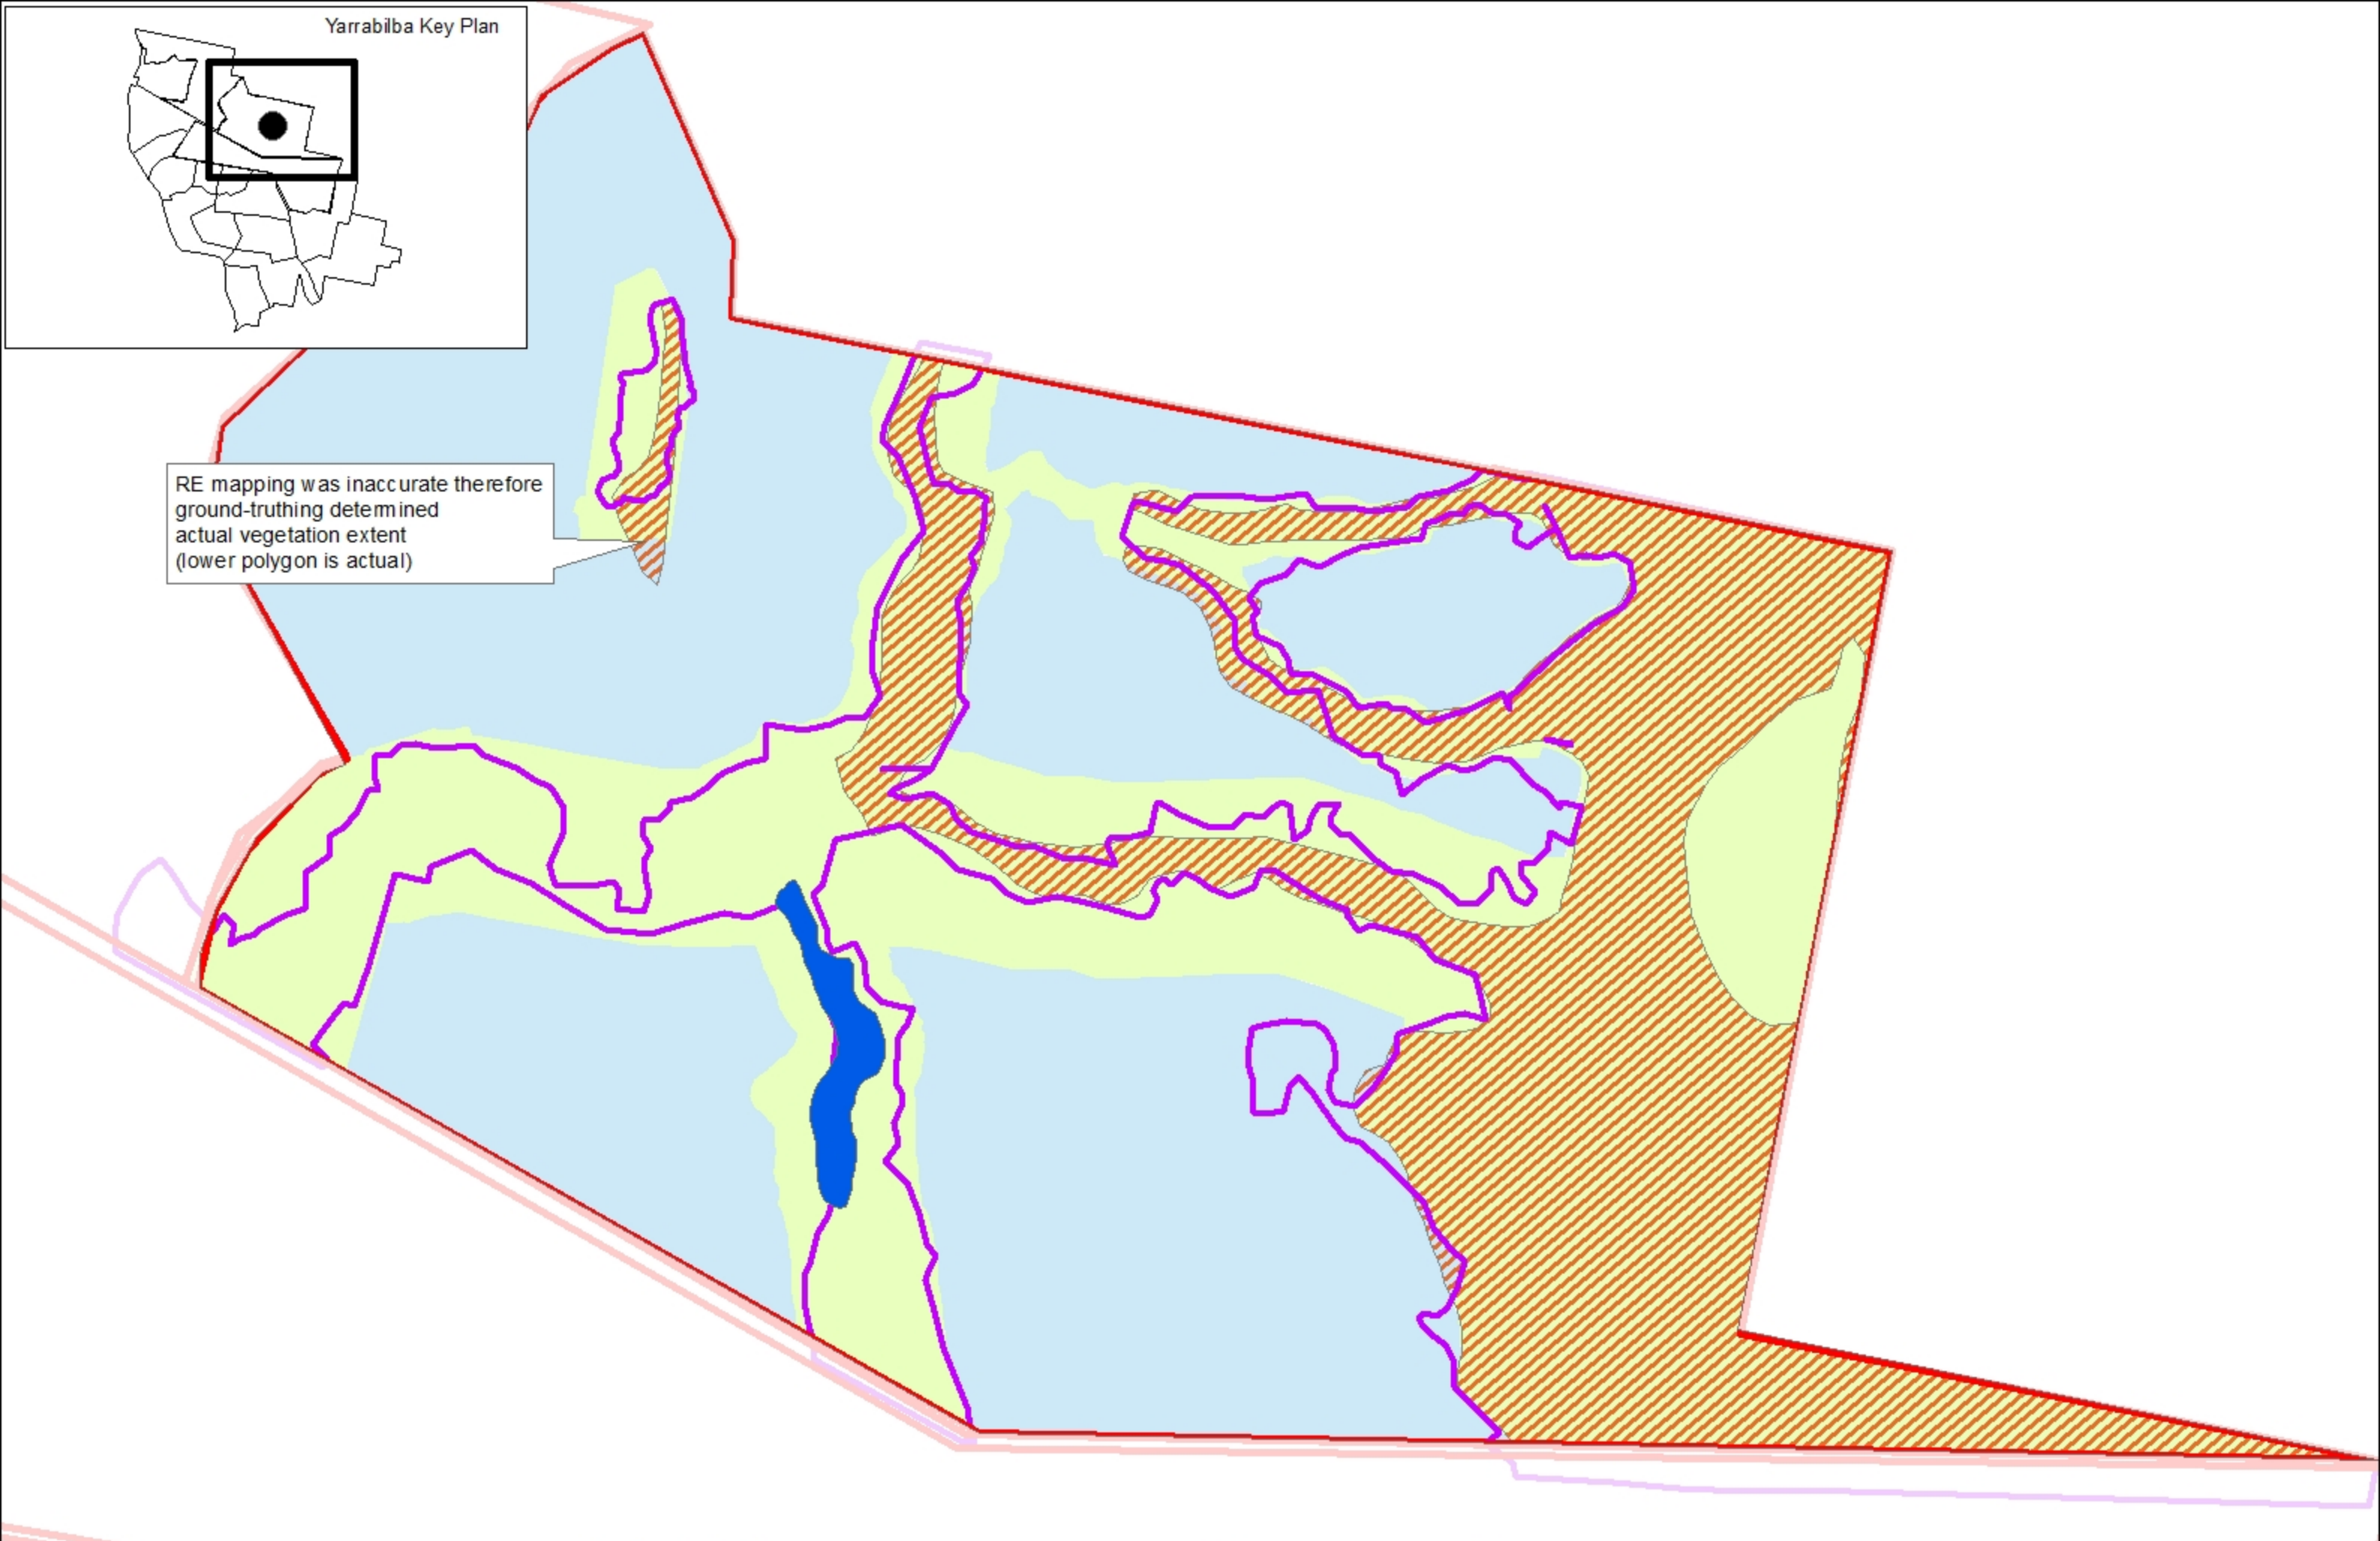 Yarrabilba Key Plan
RE mapping was inaccurate therefore
ground-truthing determined
actual vegetation extent
(lower polygon is actual)